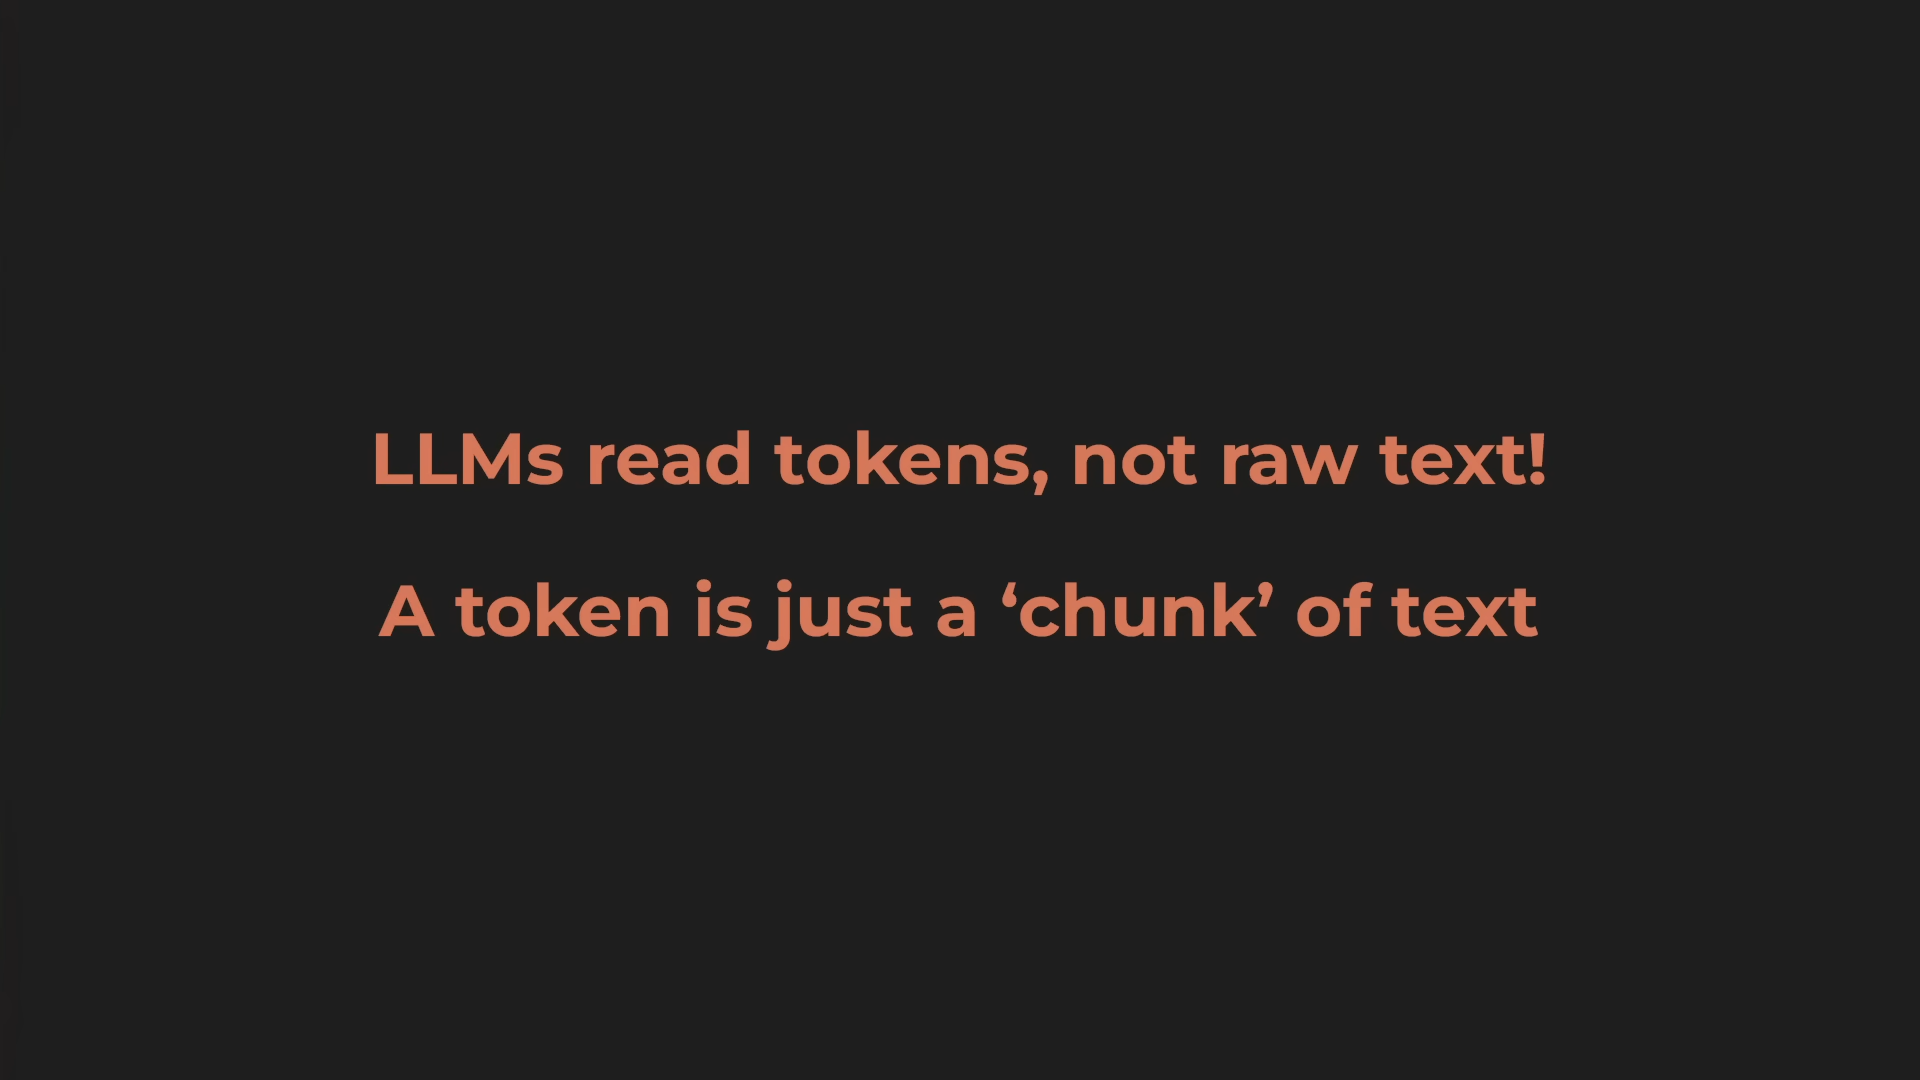 LLMs read tokens, not raw text!
A token is just a ‘chunk’ of text